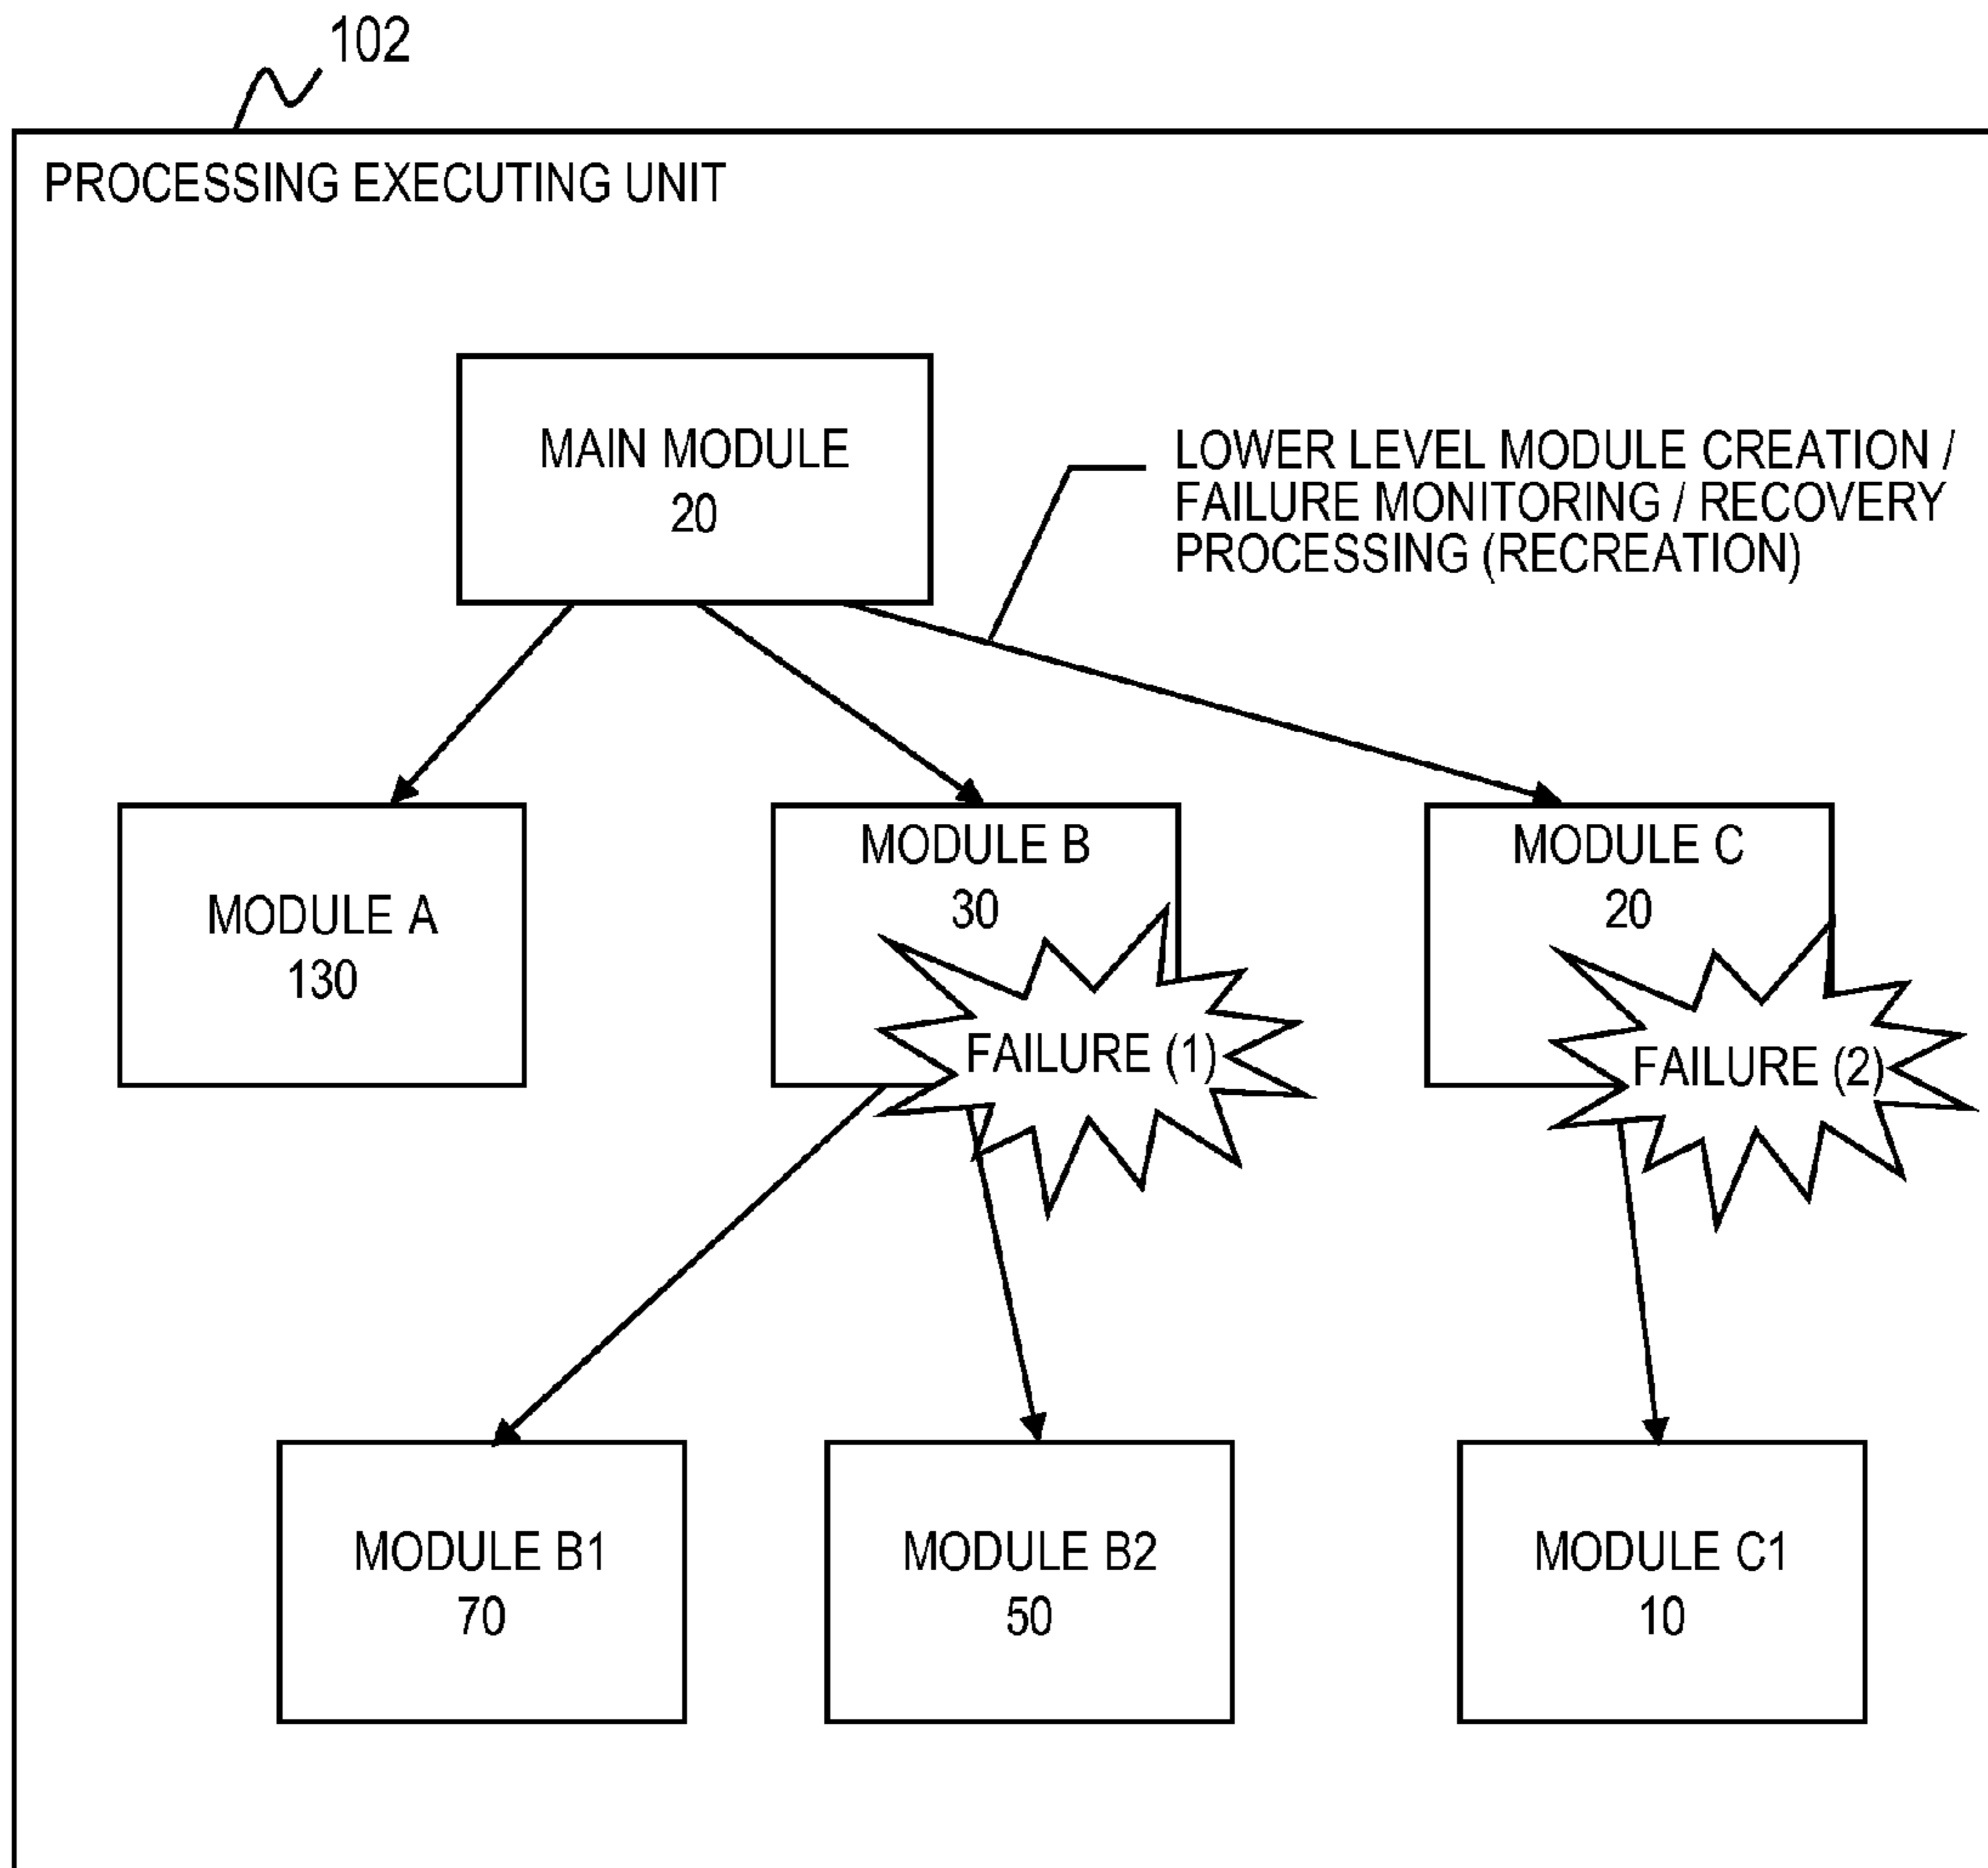 102
PROCESSING EXECUTING UNIT
MAIN MODULE
20
LOWER LEVEL MODULE CREATION /
FAILURE MONITORING / RECOVERY
PROCESSING (RECREATION)
MODULE A
130
MODULE B
30
FAILURE (1)
MODULE C
20
FAILURE (2)
MODULE B1
70
MODULE B2
50
MODULE C1
10